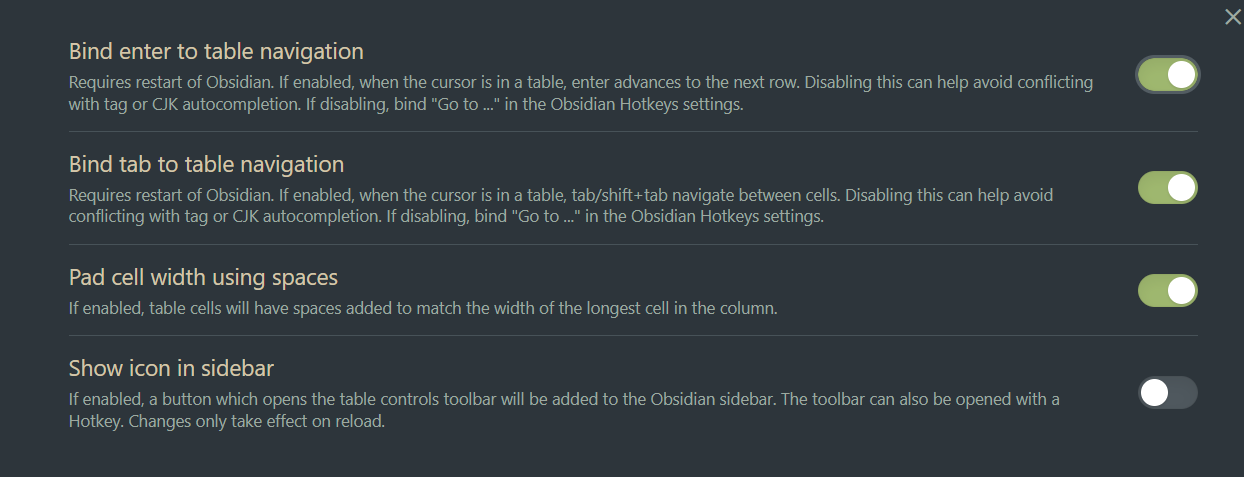 Bind enter to table navigation
Requires restart of Obsidian. If enabled, when the cursor is in a table, enter advances to the next row. Disabling this can help avoid conflicting
with tag or CJK autocompletion. If disabling, bind "Go to ..." in the Obsidian Hotkeys settings.
Bind tab to table navigation
Requires restart of Obsidian. If enabled, when the cursor is in a table, tab/shift+tab navigate between cells. Disabling this can help avoid
conflicting with tag or CJK autocompletion. If disabling, bind "Go to ..." in the Obsidian Hotkeys settings.
Pad cell width using spaces
If enabled, table cells will have spaces added to match the width of the longest cell in the column.
Show icon in sidebar
If enabled, a button which opens the table controls toolbar will be added to the Obsidian sidebar. The toolbar can also be opened with a
Hotkey. Changes only take effect on reload.